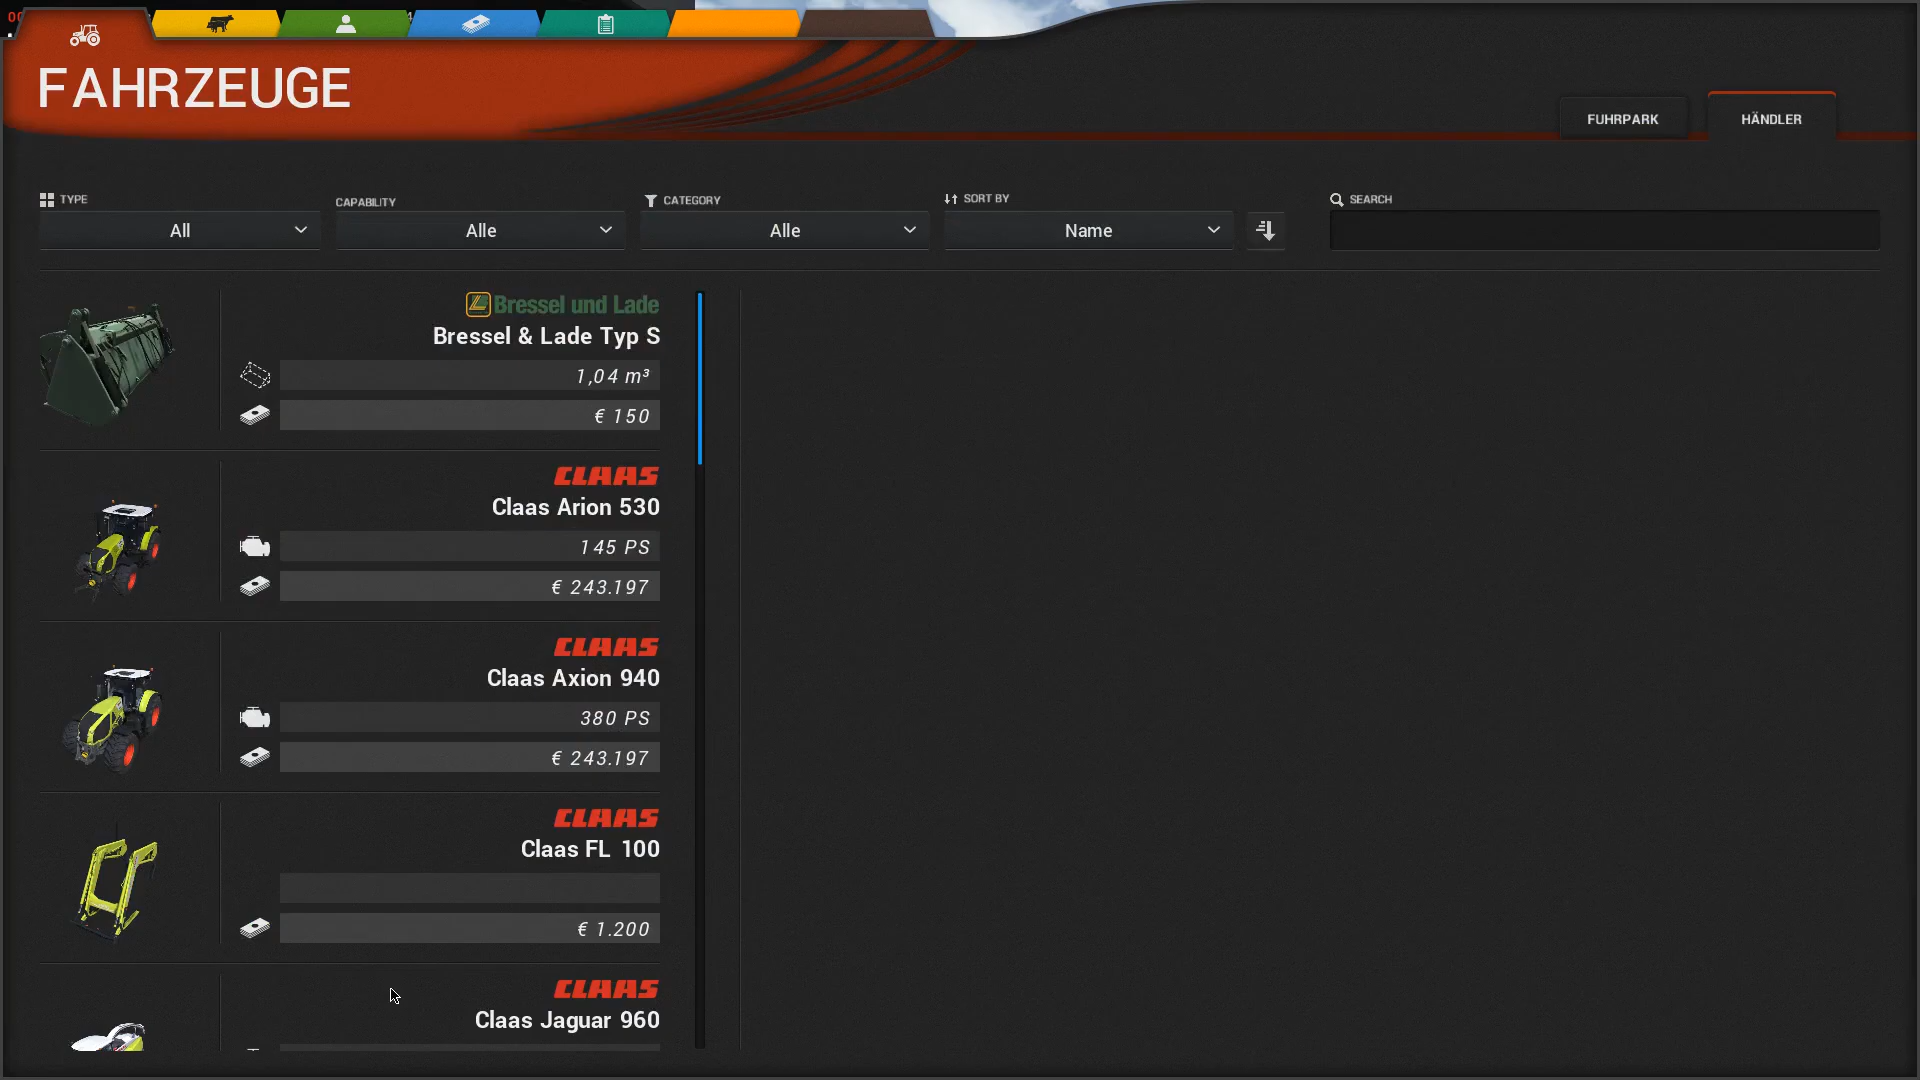 FAHRZEUGE
FUHRPARK
HÄNDLER
TYPE
CAPABILITY
CATEGORY
SORT BY
SEARCH
All
Alle
Alle
Name
Bressel und Lade
Bressel & Lade Typ S
1,04 m³
€ 150
CLAAS
Claas Arion 530
145 PS
€ 243.197
CLAAS
Claas Axion 940
380 PS
€ 243.197
CLAAS
Claas FL 100
€ 1.200
CLAAS
Claas Jaguar 960